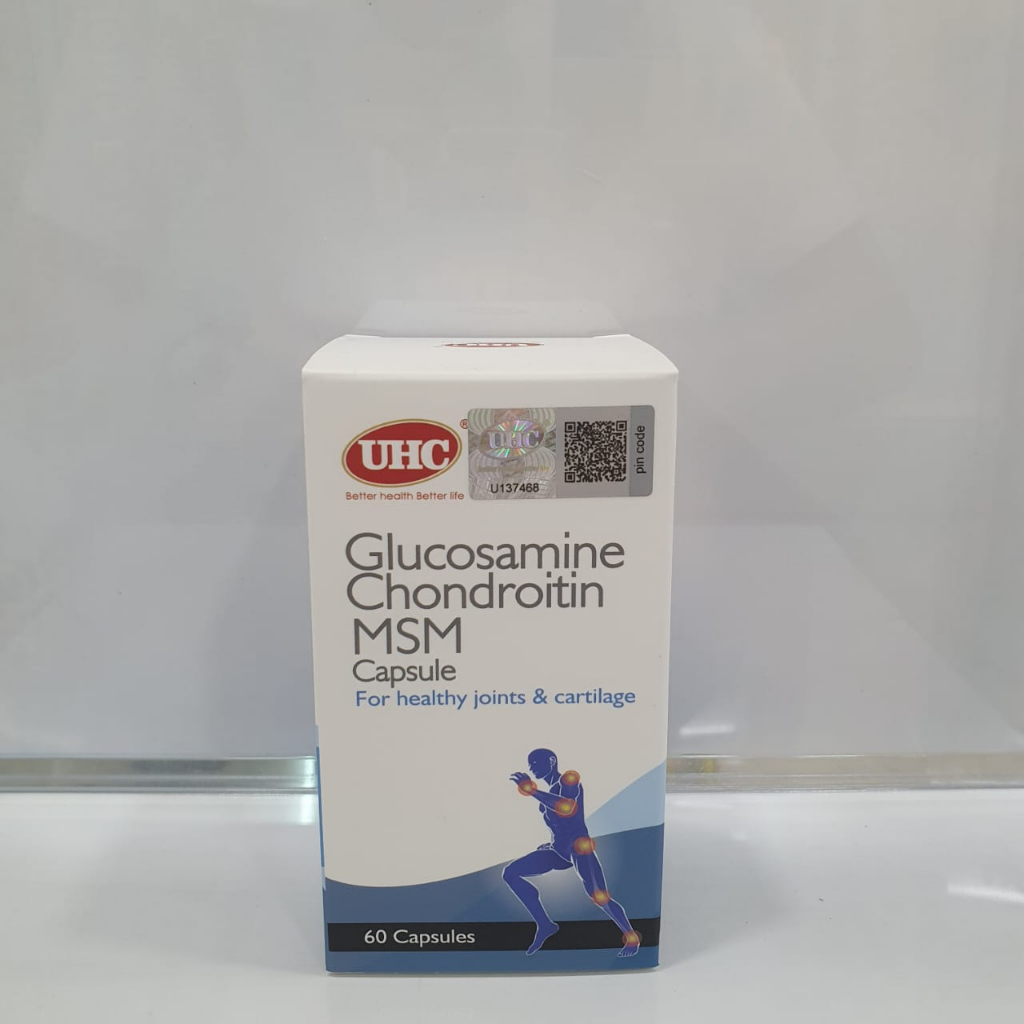 UHC®
Better health Better life
UHC
U137468
pin code
Glucosamine
Chondroitin
MSM
Capsule
For healthy joints & cartilage
60 Capsules